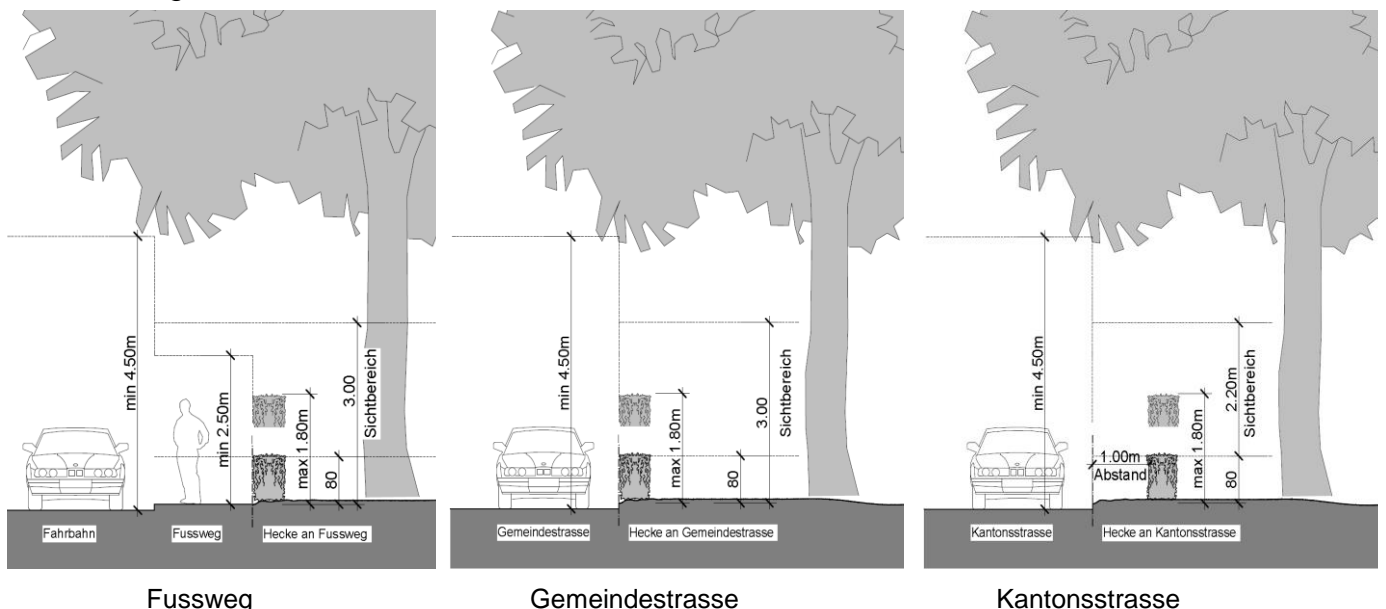 min 4.50m
min 2.50m
max 1.80m
80
3.00
Sichtbereich
Fahrbahn
Fussweg
Hecke an Fussweg
Fussweg
min 4.50m
max 1.80m
80
3.00
Sichtbereich
Gemeindestrasse
Hecke an Gemeindestrasse
Gemeindestrasse
min 4.50m
1.00m
Abstand
max 1.80m
2.20m
80
Sichtbereich
Kantonsstrasse
Hecke an Kantonsstrasse
Kantonsstrasse